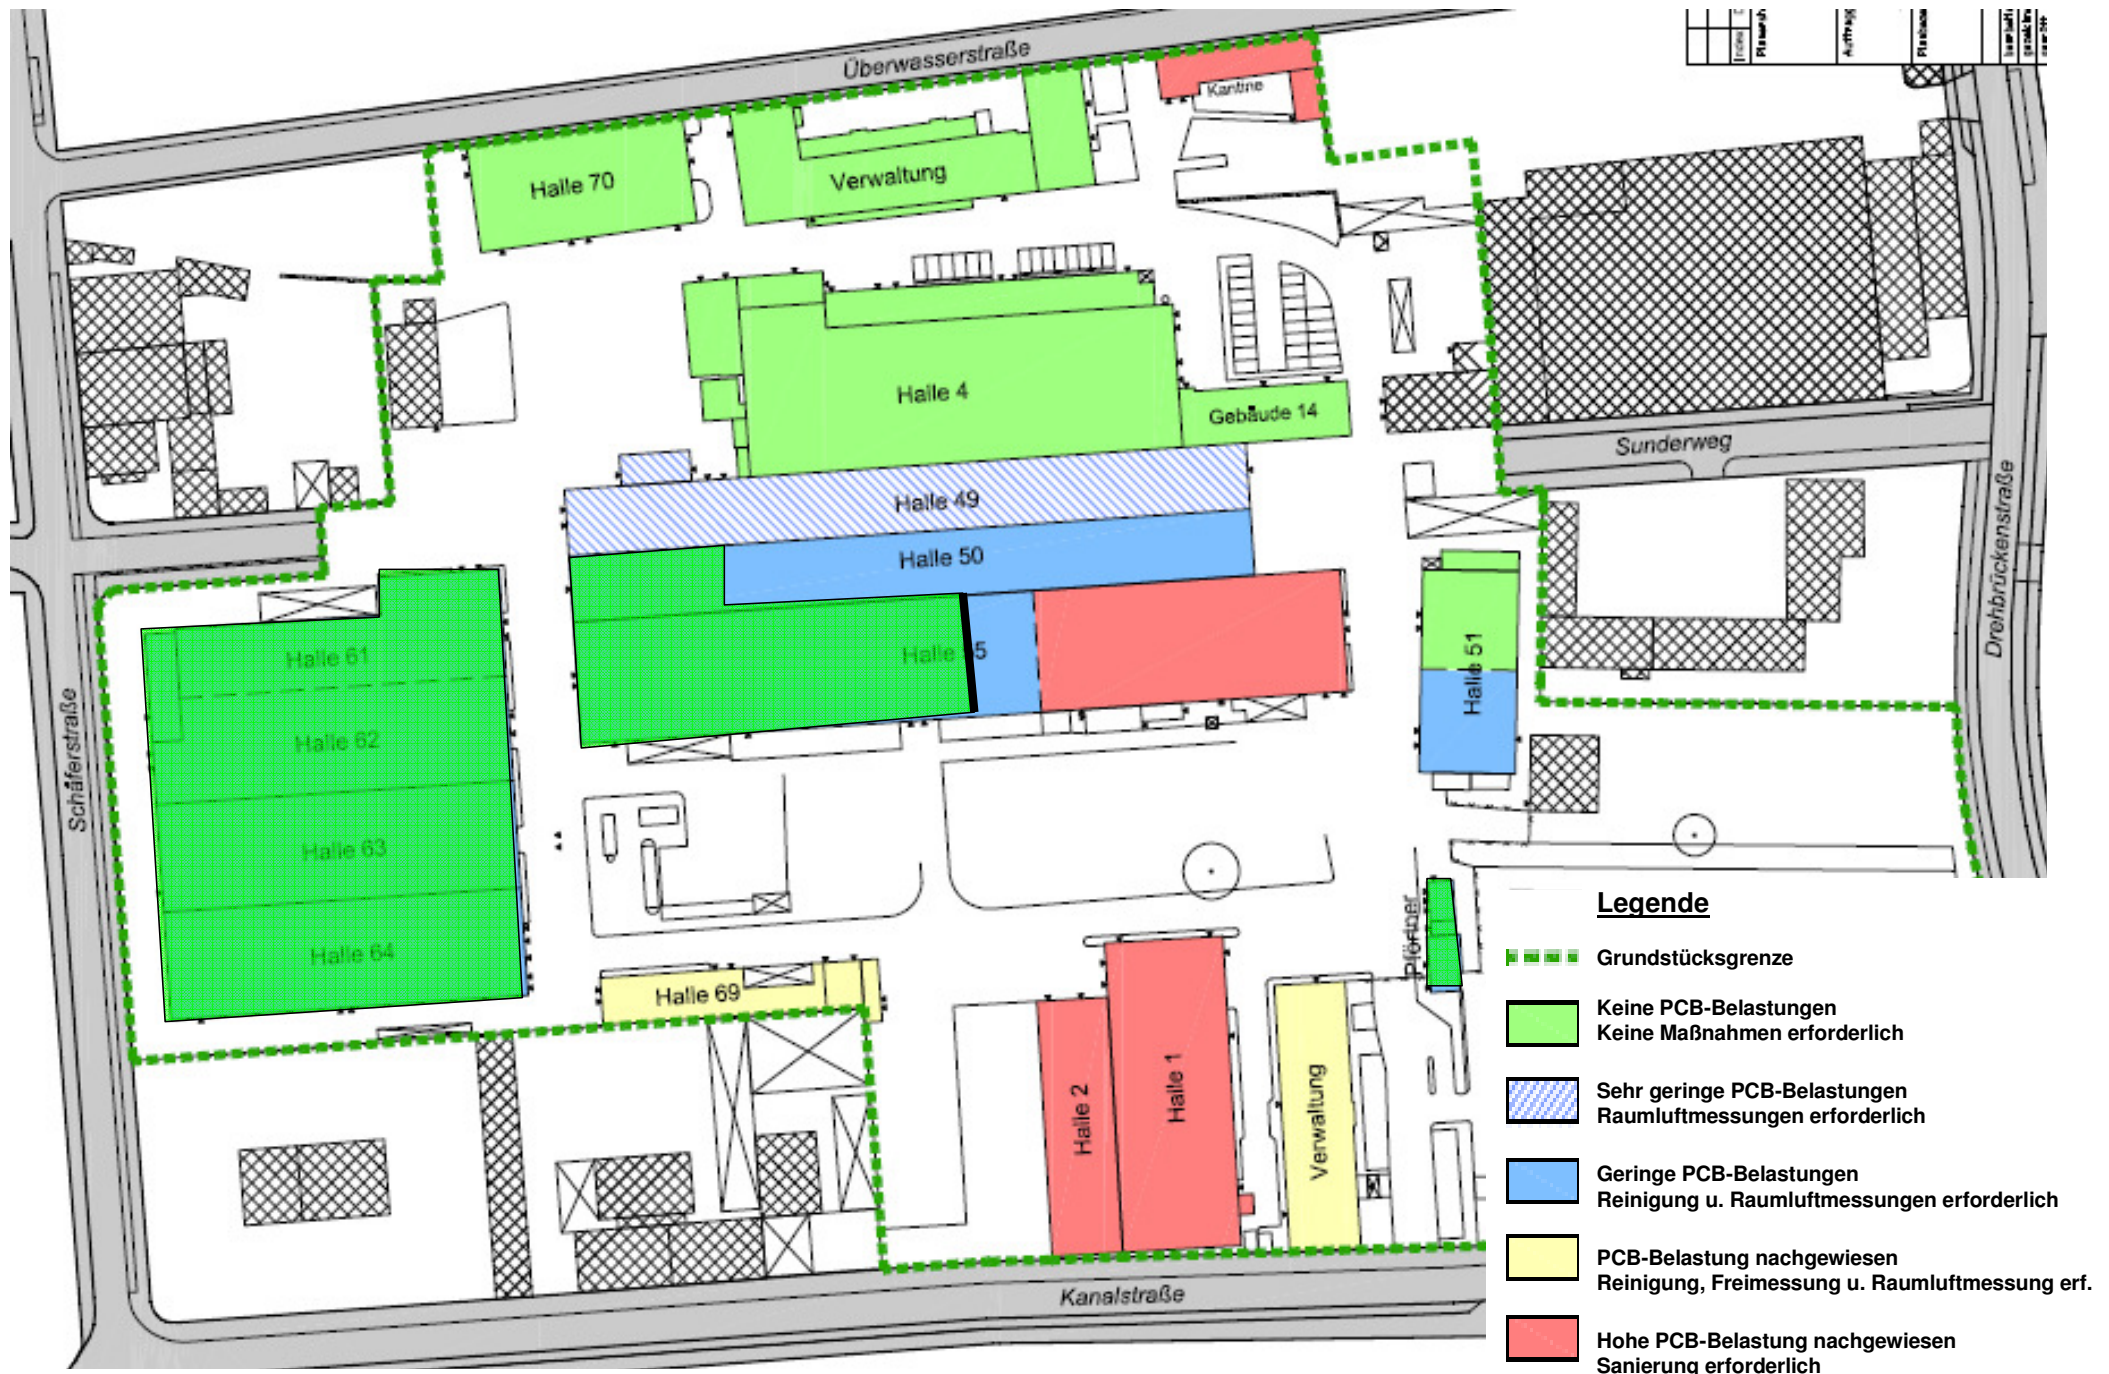 Überwasserstraße
Kantine
Halle 70
Verwaltung
Halle 4
Gebäude 14
Sunderweg
Halle 49
Halle 50
Halle 51
Drehbrückenstraße
Halle 61
Halle 62
Halle 63
Halle 64
Schäferstraße
Pförtner
Halle 69
Halle 2
Halle 1
Verwaltung
Kanalstraße
Legende
Grundstücksgrenze
Keine PCB-Belastungen
Keine Maßnahmen erforderlich
Sehr geringe PCB-Belastungen
Raumluftmessungen erforderlich
Geringe PCB-Belastungen
Reinigung u. Raumluftmessungen erforderlich
PCB-Belastung nachgewiesen
Reinigung, Freimessung u. Raumluftmessung erf.
Hohe PCB-Belastung nachgewiesen
Sanierung erforderlich